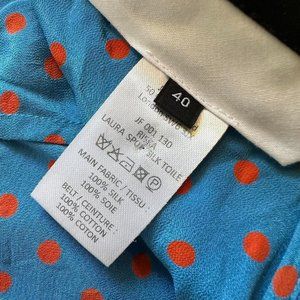 40
JF 001 130
LAURA SPOT SILK TOILE
MAIN FABRIC / TISSU :
100% SILK
100% SOIE
BELT / CEINTURE :
100% COTTON
100% COTON